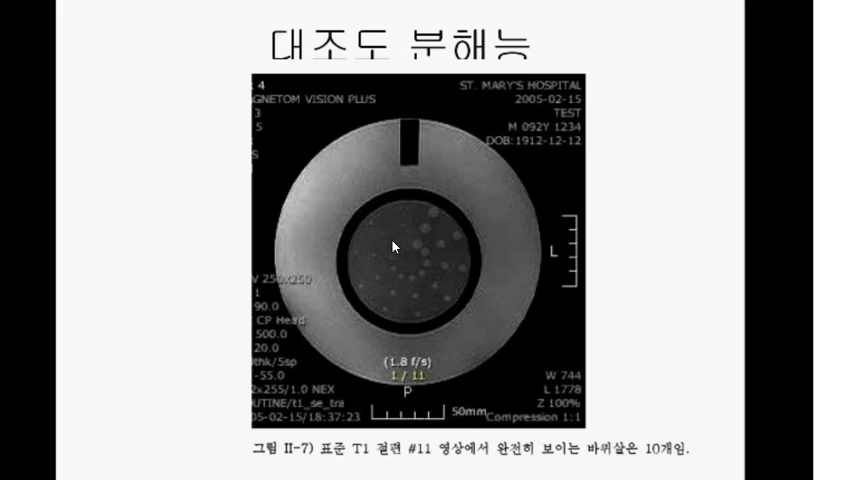 대조도 분해능
4
ST. MARY'S HOSPITAL
GNETOM VISION PLUS
2005-02-15
3
TEST
5
M 092Y 1234
DOB:1912-12-12
S
L
V 250x250
1
90.0
CP Head
500.0
20.0
(1.8 f/s)
thk/5sp
1 / 11
-55.0
W 744
P
2x255/1.0 NEX
L 1778
UTINE/t1_se_tra
Z 100%
05-02-15/18:37:23
50mm
Compression 1:1
그림 II-7) 표준 T1 절편 #11 영상에서 완전히 보이는 바퀴살은 10개임.